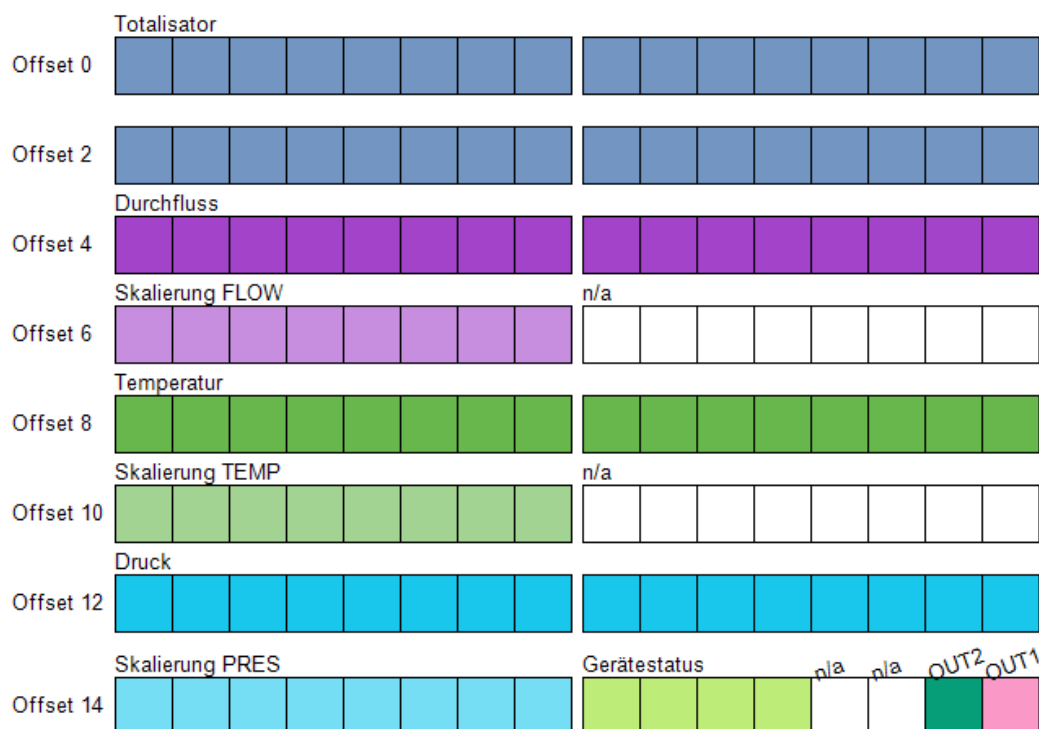 Totalisator
Offset 0
Offset 2
Durchfluss
Offset 4
Skalierung FLOW n/a
Offset 6
Temperatur
Offset 8
Skalierung TEMP n/a
Offset 10
Druck
Offset 12
Skalierung PRES Gerätestatus n/a n/a OUT2 OUT1
Offset 14